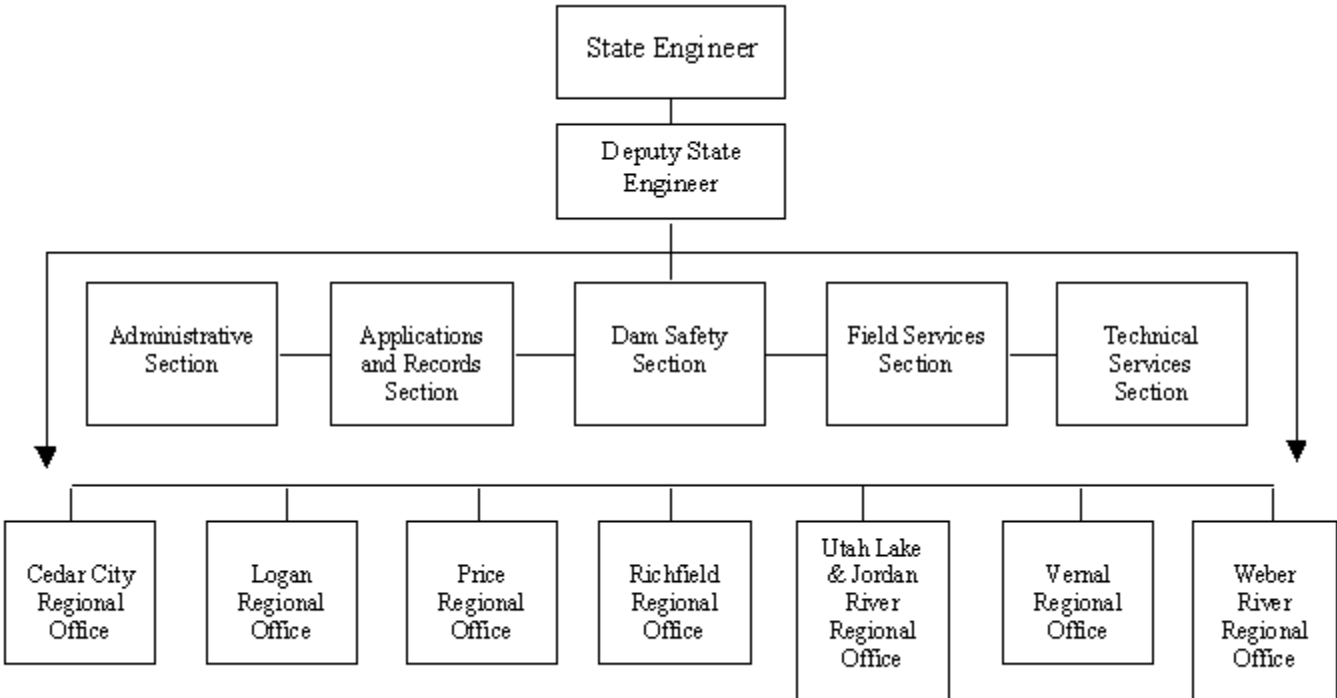 State Engineer
Deputy State
Engineer
Administrative
Section
Applications
and Records
Section
Dam Safety
Section
Field Services
Section
Technical
Services
Section
Cedar City
Regional
Office
Logan
Regional
Office
Price
Regional
Office
Richfield
Regional
Office
Utah Lake
& Jordan
River
Regional
Office
Vernal
Regional
Office
Weber
River
Regional
Office